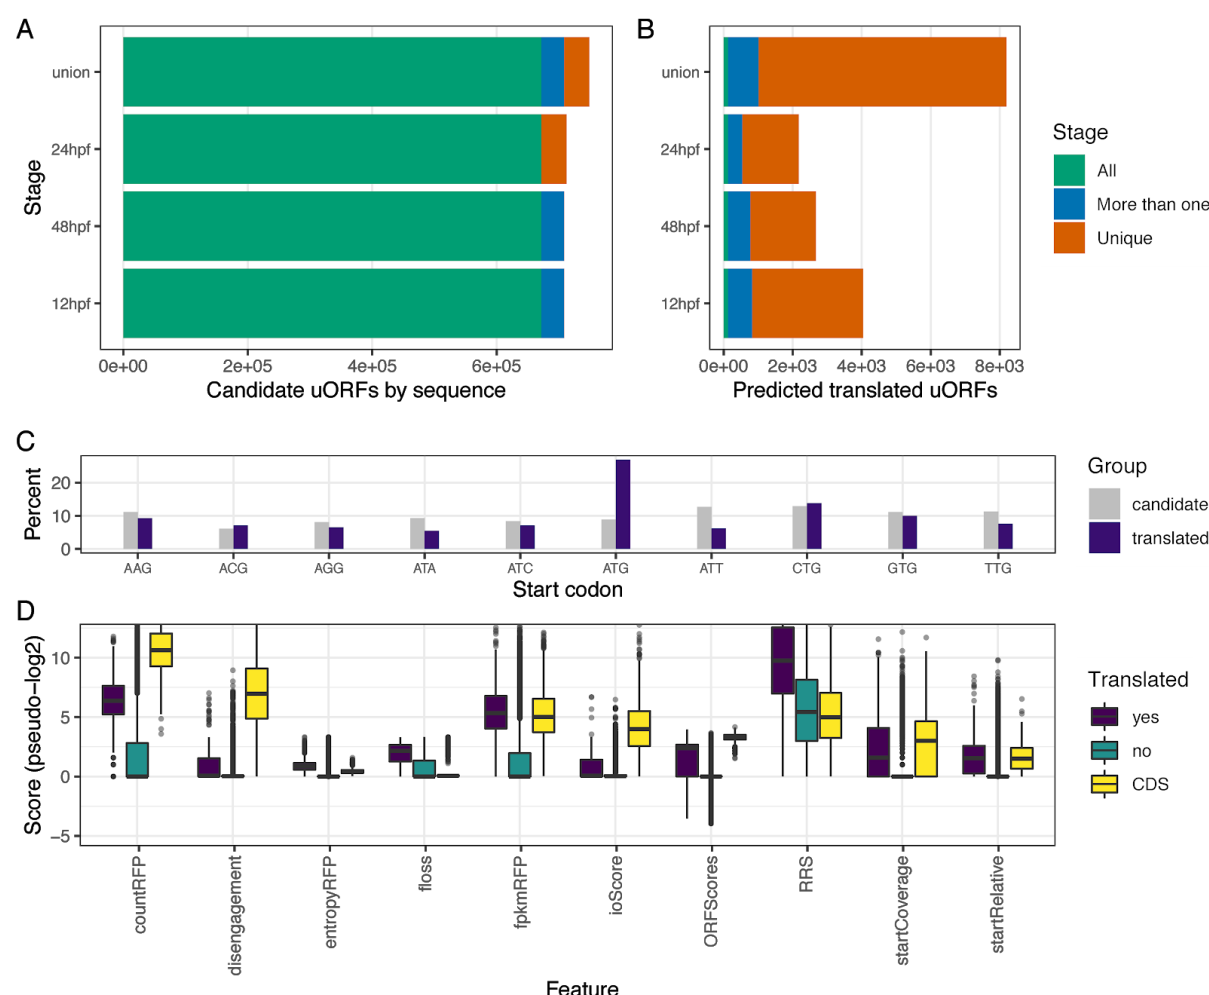 A
union
24hpf
48hpf
12hpf
Stage
0e+00 2e+05 4e+05 6e+05
Candidate uORFs by sequence
B
union
24hpf
48hpf
12hpf
0e+00 2e+03 4e+03 6e+03 8e+03
Predicted translated uORFs
Stage
All
More than one
Unique
C
Percent
20
10
0
AAG ACG AGG ATA ATC ATG ATT CTG GTG TTG
Start codon
Group
candidate
translated
D
Score (pseudo−log2)
10
5
0
−5
countRFP disengagement entropyRFP floss fpkmRFP ioScore ORFScores RRS startCoverage startRelative
Feature
Translated
yes
no
CDS